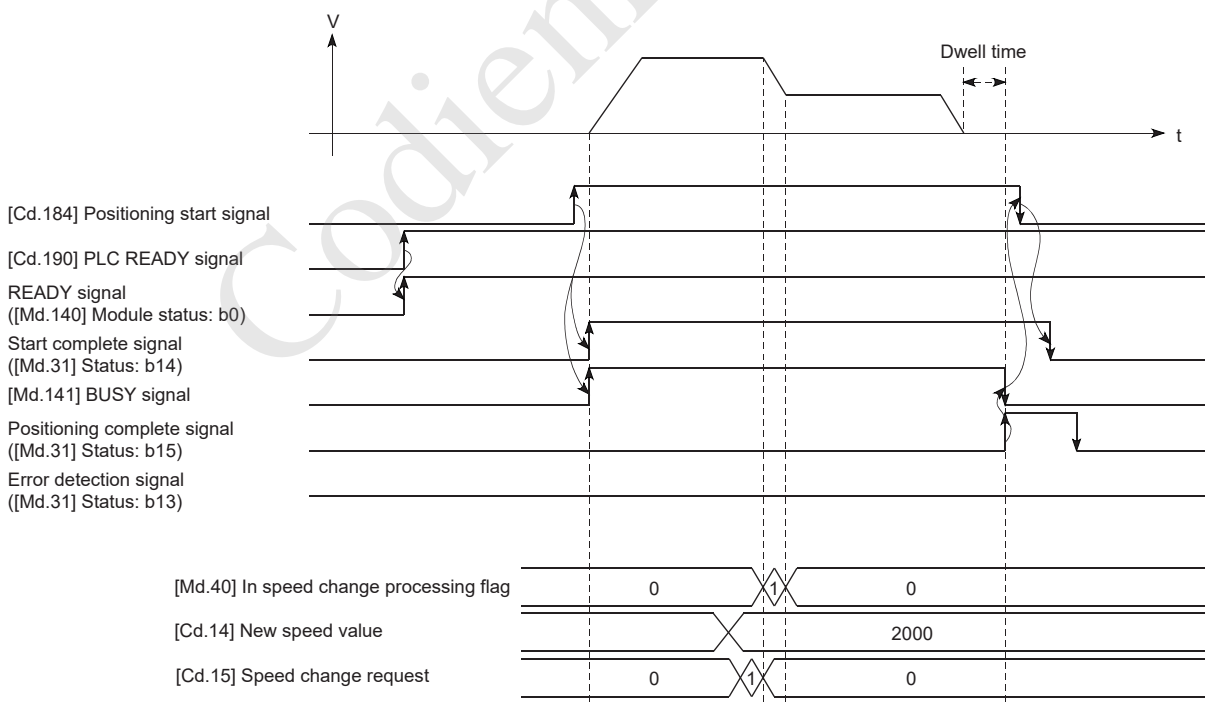 V
Dwell time
t
[Cd.184] Positioning start signal
[Cd.190] PLC READY signal
READY signal
([Md.140] Module status: b0)
Start complete signal
([Md.31] Status: b14)
[Md.141] BUSY signal
Positioning complete signal
([Md.31] Status: b15)
Error detection signal
([Md.31] Status: b13)
[Md.40] In speed change processing flag 0 1 0
[Cd.14] New speed value 2000
[Cd.15] Speed change request 0 1 0